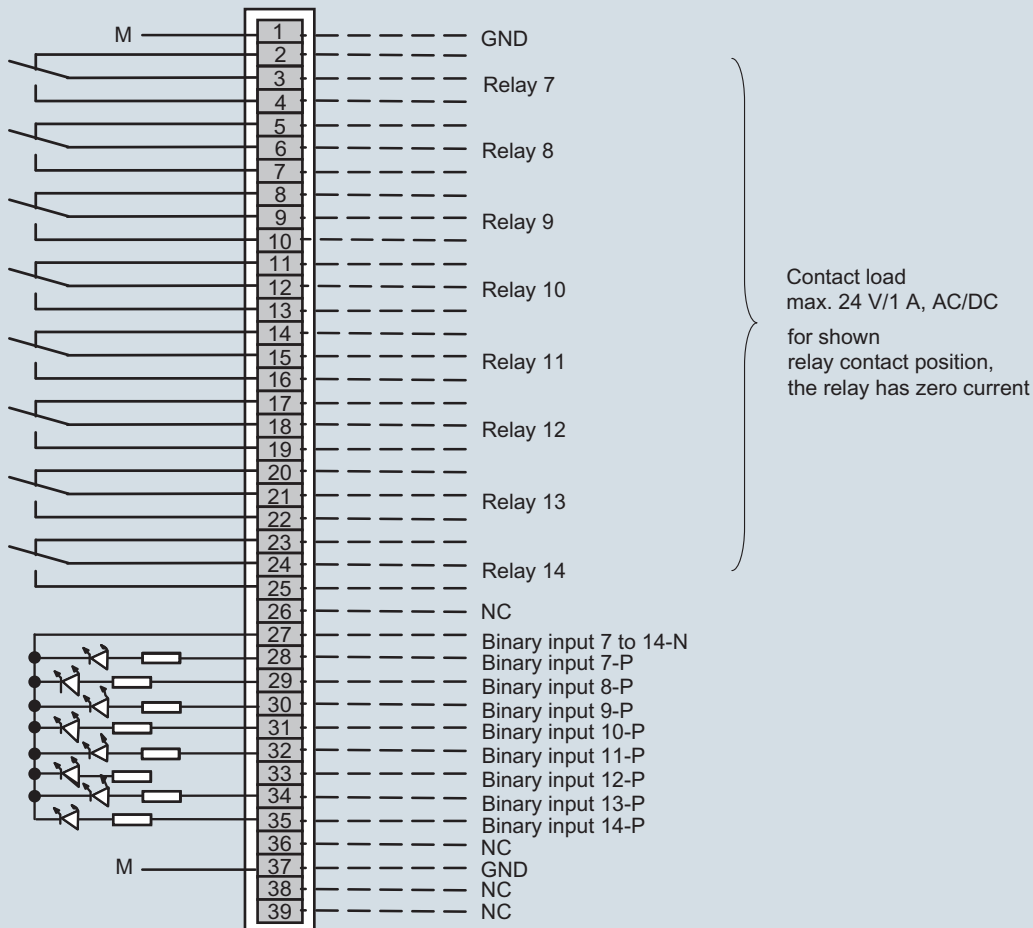 M 1 GND
2
3 Relay 7
4
5
6 Relay 8
7
8
9 Relay 9
10
11
12 Relay 10
13
14
15 Relay 11
16
17
18 Relay 12
19
20
21 Relay 13
22
23
24 Relay 14
25
26 NC
27 Binary input 7 to 14-N
28 Binary input 7-P
29 Binary input 8-P
30 Binary input 9-P
31 Binary input 10-P
32 Binary input 11-P
33 Binary input 12-P
34 Binary input 13-P
35 Binary input 14-P
36 NC
M 37 GND
38 NC
39 NC
Contact load
max. 24 V/1 A, AC/DC
for shown
relay contact position,
the relay has zero current